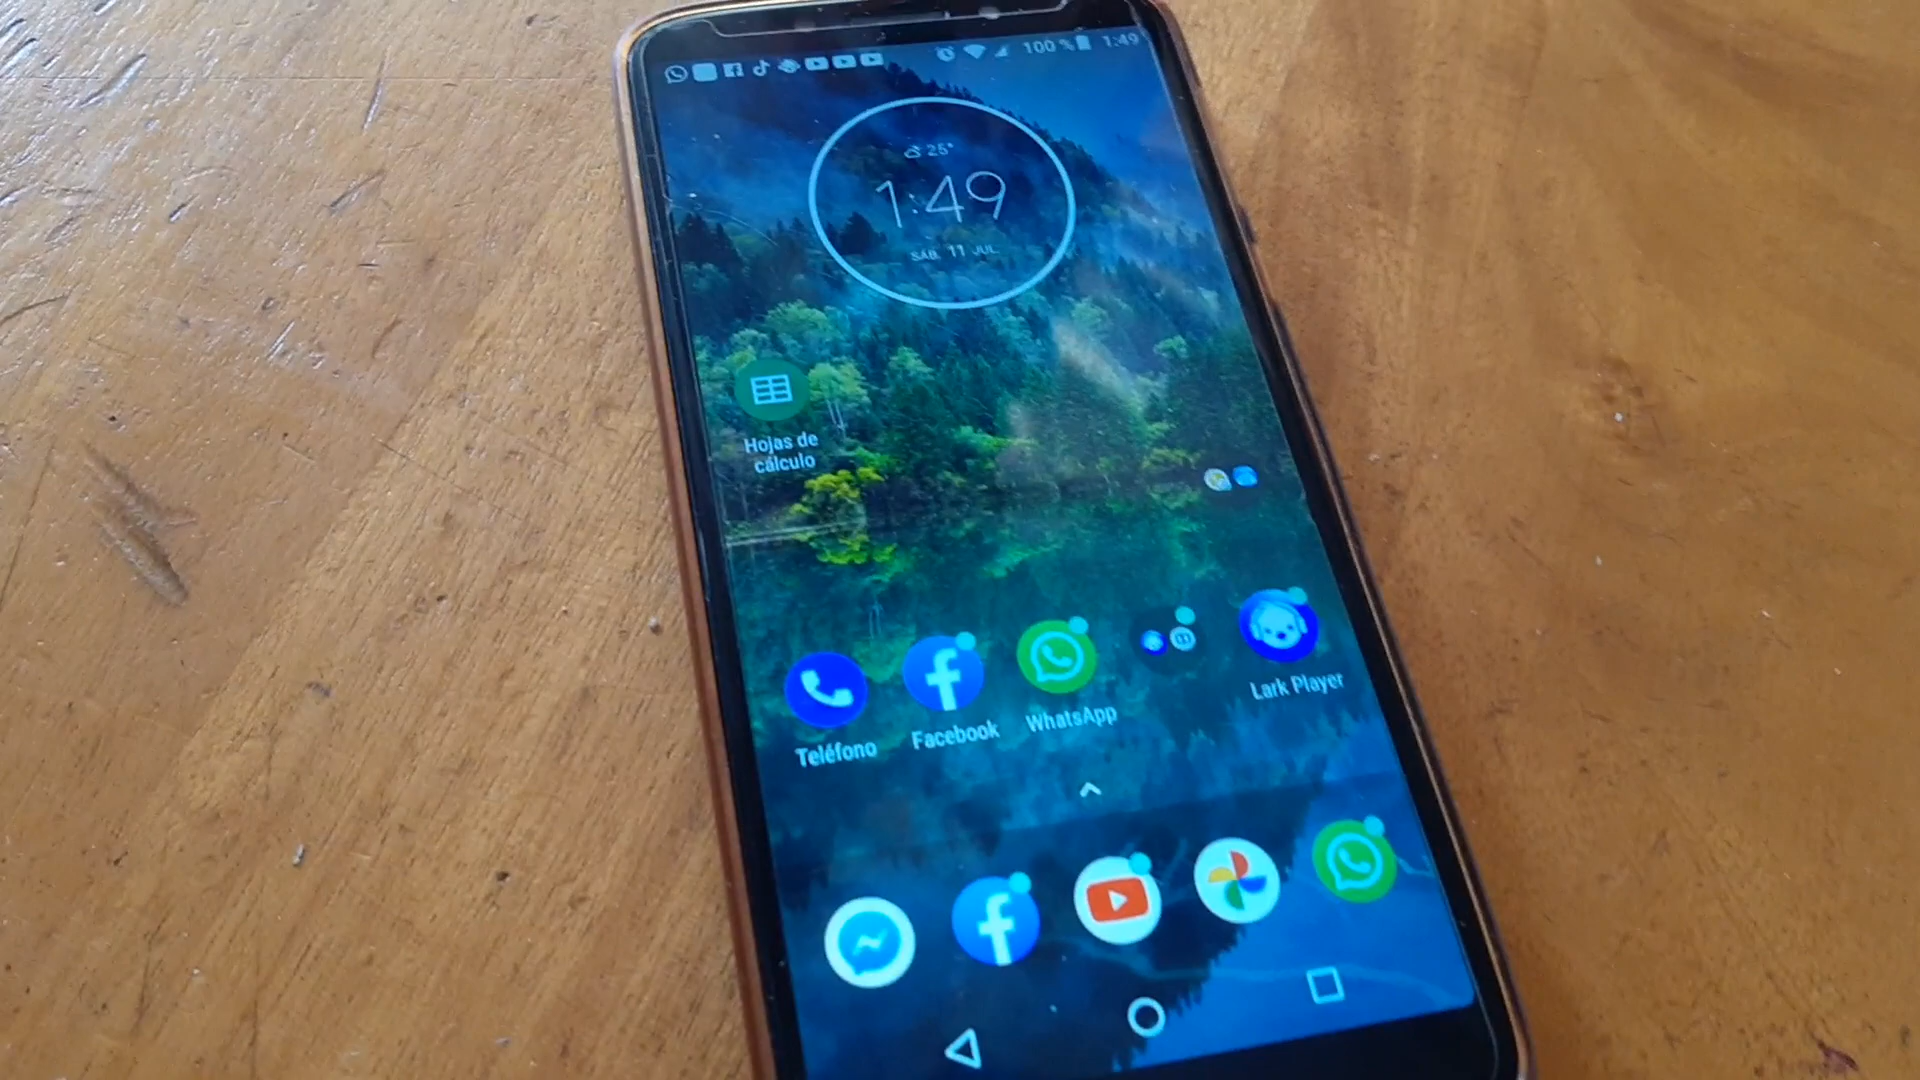 100 % 1:49
25°
1:49
SÁB. 11 JUL.
Hojas de
cálculo
Teléfono
Facebook
WhatsApp
Lark Player